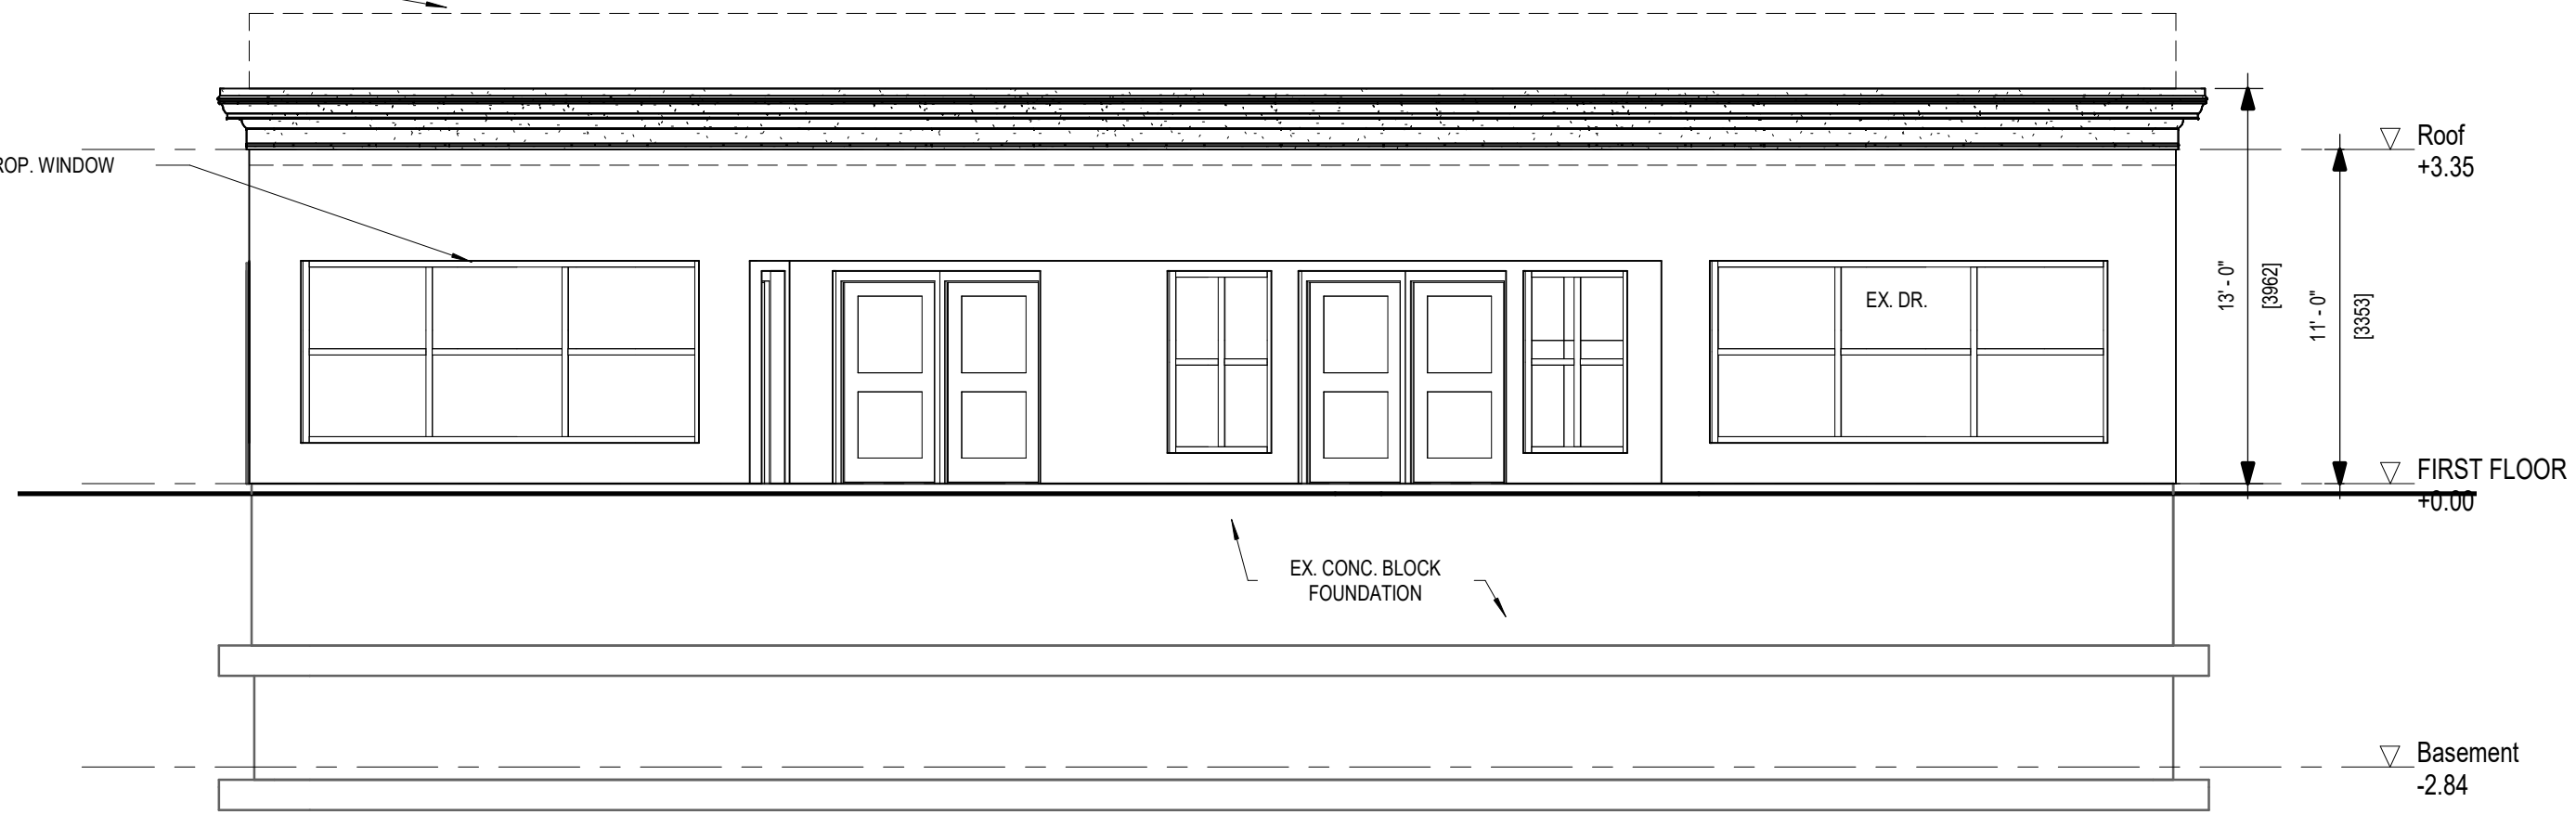 Roof
+3.35
ROP. WINDOW
EX. DR.
13' - 0"
[3962]
11' - 0"
[3353]
FIRST FLOOR
+0.00
EX. CONC. BLOCK
FOUNDATION
Basement
-2.84